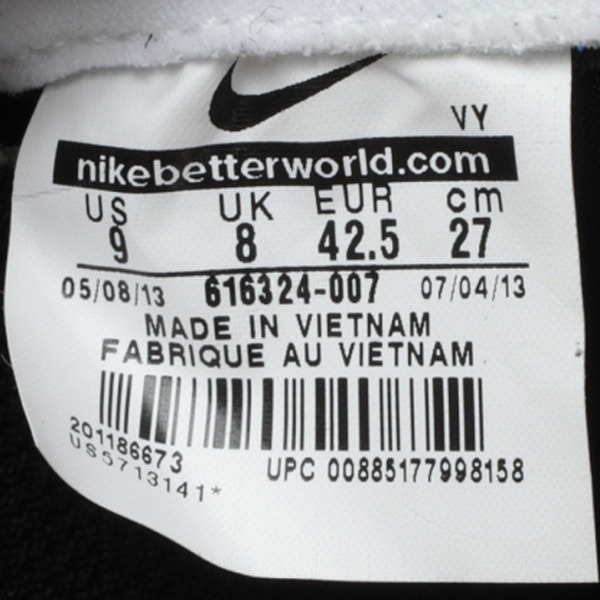 VY
nikebetterworld.com
US UK EUR cm
9 8 42.5 27
05/08/13 616324-007 07/04/13
MADE IN VIETNAM
FABRIQUE AU VIETNAM
201186673
US5713141*
UPC 00885177998158